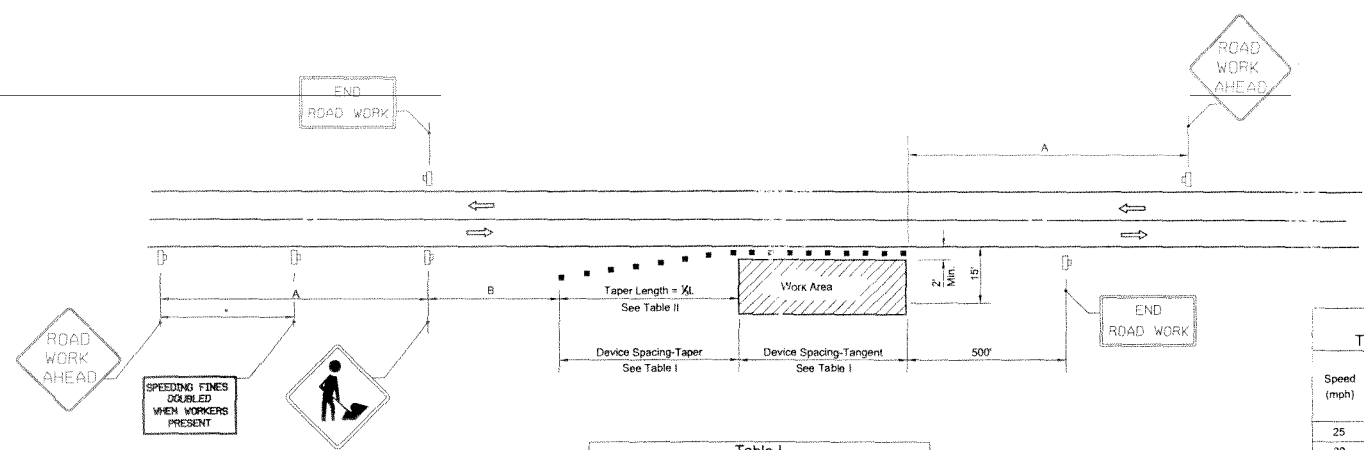 END
ROAD WORK
ROAD
WORK
AHEAD
A
A
B
Taper Length = ⅓L
See Table II
Work Area
2'
Min.
15'
ROAD
WORK
AHEAD
*
Device Spacing-Taper
See Table I
Device Spacing-Tangent
See Table I
500'
END
ROAD WORK
SPEEDING FINES
DOUBLED
WHEN WORKERS
PRESENT
T
Speed
(mph)
25
Table I